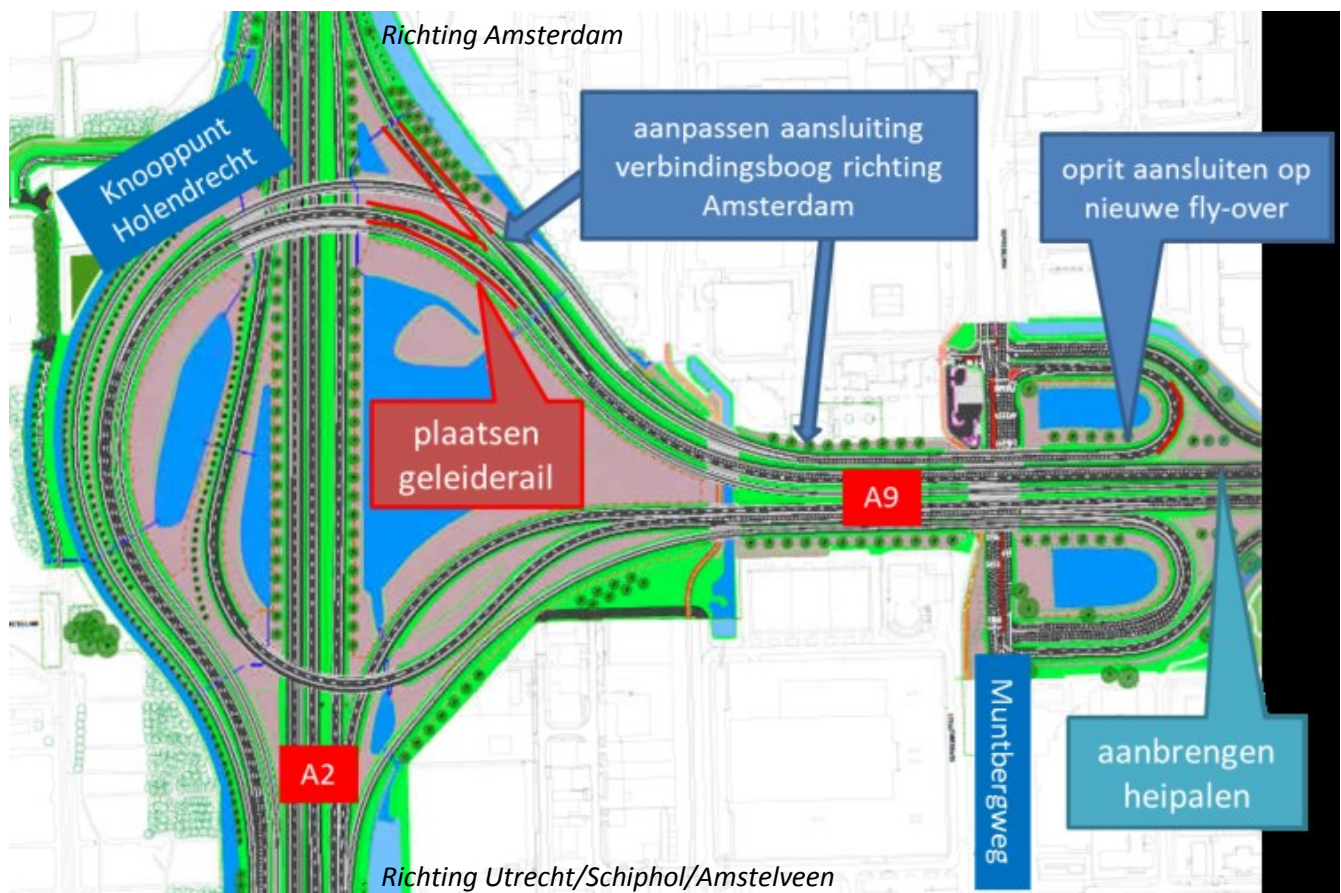 Richting Amsterdam
Knooppunt
Holendrecht
aanpassen aansluiting
verbindingsboog richting
Amsterdam
oprit aansluiten op
nieuwe fly-over
plaatsen
geleiderail
A9
A2
Muntbergweg
aanbrengen
heipalen
Richting Utrecht/Schiphol/Amstelveen